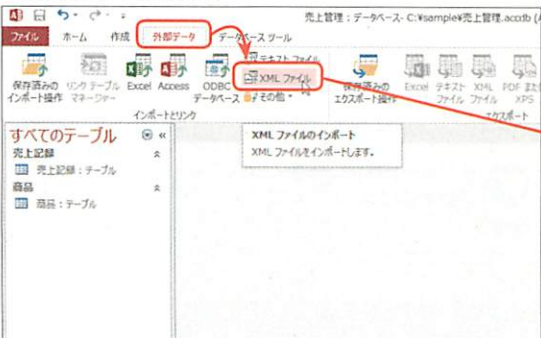 売上管理：データベース- C:¥sample¥売上管理.accdb (A
ファイル ホーム 作成 外部データ データベース ツール
保存済みの インポート操作
リンク テーブル マネージャー
Excel Access
ODBC データベース
テキスト ファイル
XML ファイル
その他
保存済みの エクスポート操作
Excel テキスト ファイル XML ファイル PDF または XPS
インポートとリンク
エクスポート
すべてのテーブル
売上記録
売上記録：テーブル
商品
商品：テーブル
XML ファイルのインポート
XML ファイルをインポートします。